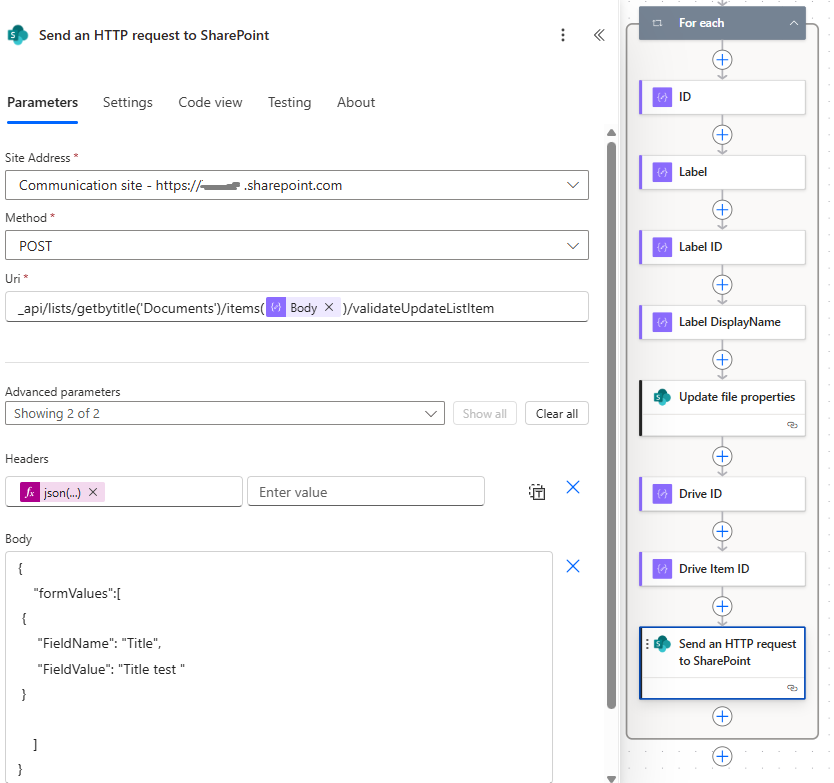 Send an HTTP request to SharePoint
Parameters Settings Code view Testing About
Site Address *
Communication site - https:// .sharepoint.com
Method *
POST
Uri *
_api/lists/getbytitle('Documents')/items( Body )/validateUpdateListItem
Advanced parameters
Showing 2 of 2
Show all
Clear all
Headers
fx json(...)
Enter value
Body
{
"formValues":[
{
"FieldName": "Title",
"FieldValue": "Title test "
}
]
}
For each
ID
Label
Label ID
Label DisplayName
Update file properties
Drive ID
Drive Item ID
Send an HTTP request
to SharePoint